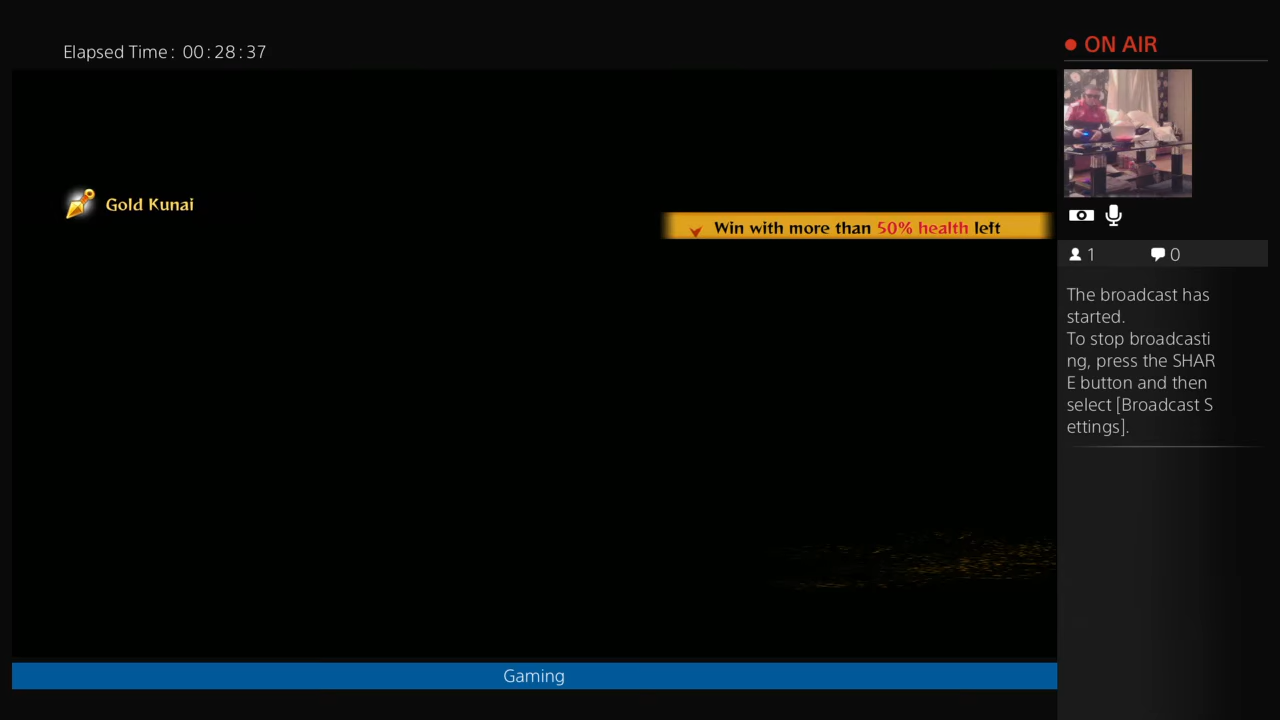 Elapsed Time: 00:28:37
ON AIR
Gold Kunai
Win with more than 50% health left
1
0
The broadcast has
started.
To stop broadcasti
ng, press the SHAR
E button and then
select [Broadcast S
ettings].
Gaming